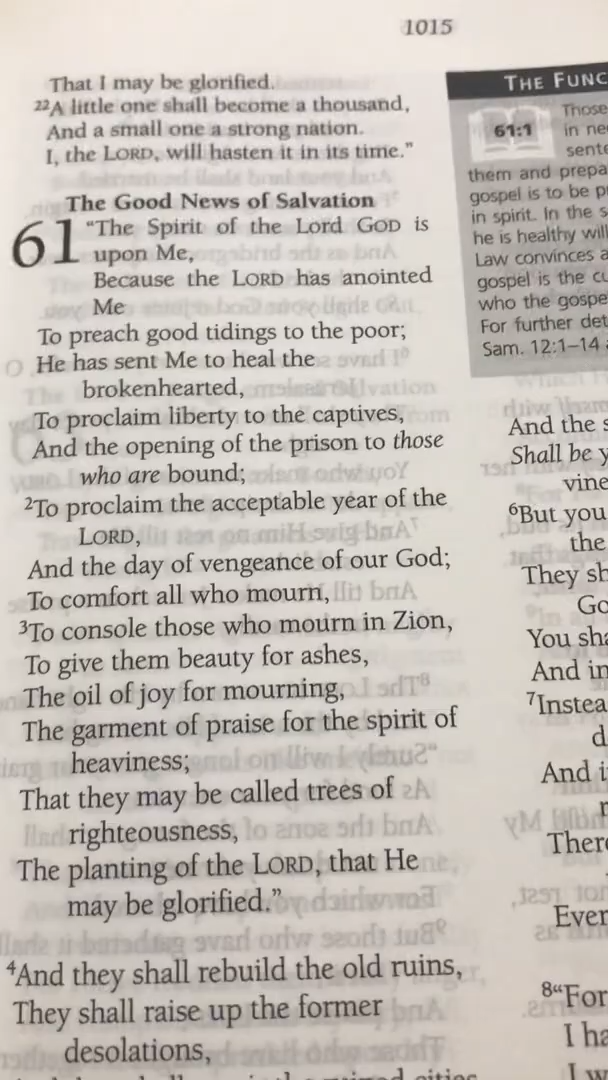 1015
That I may be glorified.
22A little one shall become a thousand,
And a small one a strong nation.
I, the LORD, will hasten it in its time."
The Good News of Salvation
61 "The Spirit of the Lord GOD is
upon Me,
Because the LORD has anointed
Me
To preach good tidings to the poor;
He has sent Me to heal the
brokenhearted,
To proclaim liberty to the captives,
And the opening of the prison to those
who are bound;
2To proclaim the acceptable year of the
LORD,
And the day of vengeance of our God;
To comfort all who mourn,
3To console those who mourn in Zion,
To give them beauty for ashes,
The oil of joy for mourning,
The garment of praise for the spirit of
heaviness;
That they may be called trees of
righteousness,
The planting of the LORD, that He
may be glorified."
4And they shall rebuild the old ruins,
They shall raise up the former
desolations,
THE FUNC
61:1
Those
in ne
sente
them and prepa
gospel is to be p
in spirit. In the s
he is healthy will
Law convinces a
gospel is the cu
who the gospe
For further det
Sam. 12:1–14
And the s
Shall be y
vine
6But you
the
They sh
Go
You sha
And in
7Instea
d
And i
Ther
Ever
8"For
I ha
I w